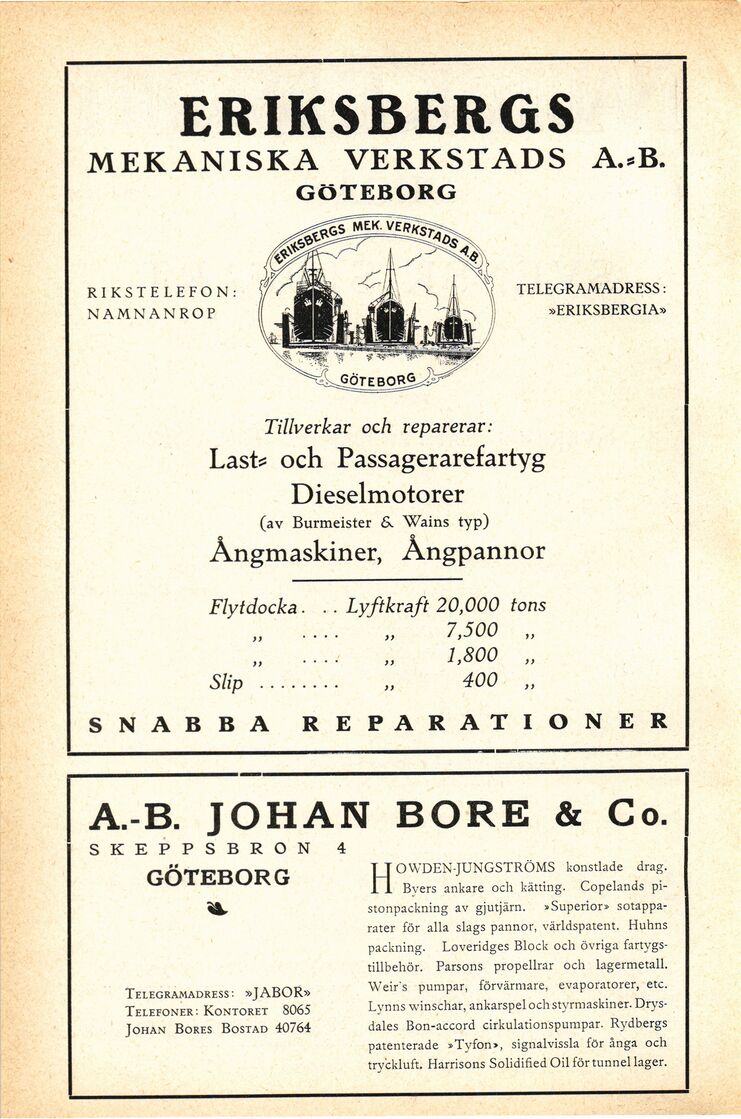 ERIKSBERGS
MEKANISKA VERKSTADS A.=B.
GÖTEBORG
ERIKSBERGS MEK. VERKSTADS A.B.
GÖTEBORG
RIKSTELEFON:
NAMNANROP
TELEGRAMADRESS:
»ERIKSBERGIA»
Tillverkar och reparerar:
Last= och Passagerarefartyg
Dieselmotorer
(av Burmeister & Wains typ)
Ångmaskiner, Ångpannor
Flytdocka . . . Lyftkraft 20,000 tons
„ . . . . „ 7,500 „
„ . . . . „ 1,800 „
Slip . . . . . . . . „ 400 „
SNABBA REPARATIONER
A.-B. JOHAN BORE & Co.
SKEPPSBRON 4
GÖTEBORG
TELEGRAMADRESS: »JABOR»
TELEFONER: KONTORET 8065
JOHAN BORES BOSTAD 40764
HOWDEN-JUNGSTRÖMS konstlade drag.
Byers ankare och kätting. Copelands pi-
stonpackning av gjutjärn. »Superior» sotappa-
rater för alla slags pannor, världspatent. Huhns
packning. Loveridges Block och övriga fartygs-
tillbehör. Parsons propellrar och lagermetall.
Weir's pumpar, förvärmare, evaporatorer, etc.
Lynns winschar, ankarspel och styrmaskiner. Drys-
dales Bon-accord cirkulationspumpar. Rydbergs
patenterade »Tyfon», signalvissla för ånga och
tryckluft. Harrisons Solidified Oil för tunnellager.